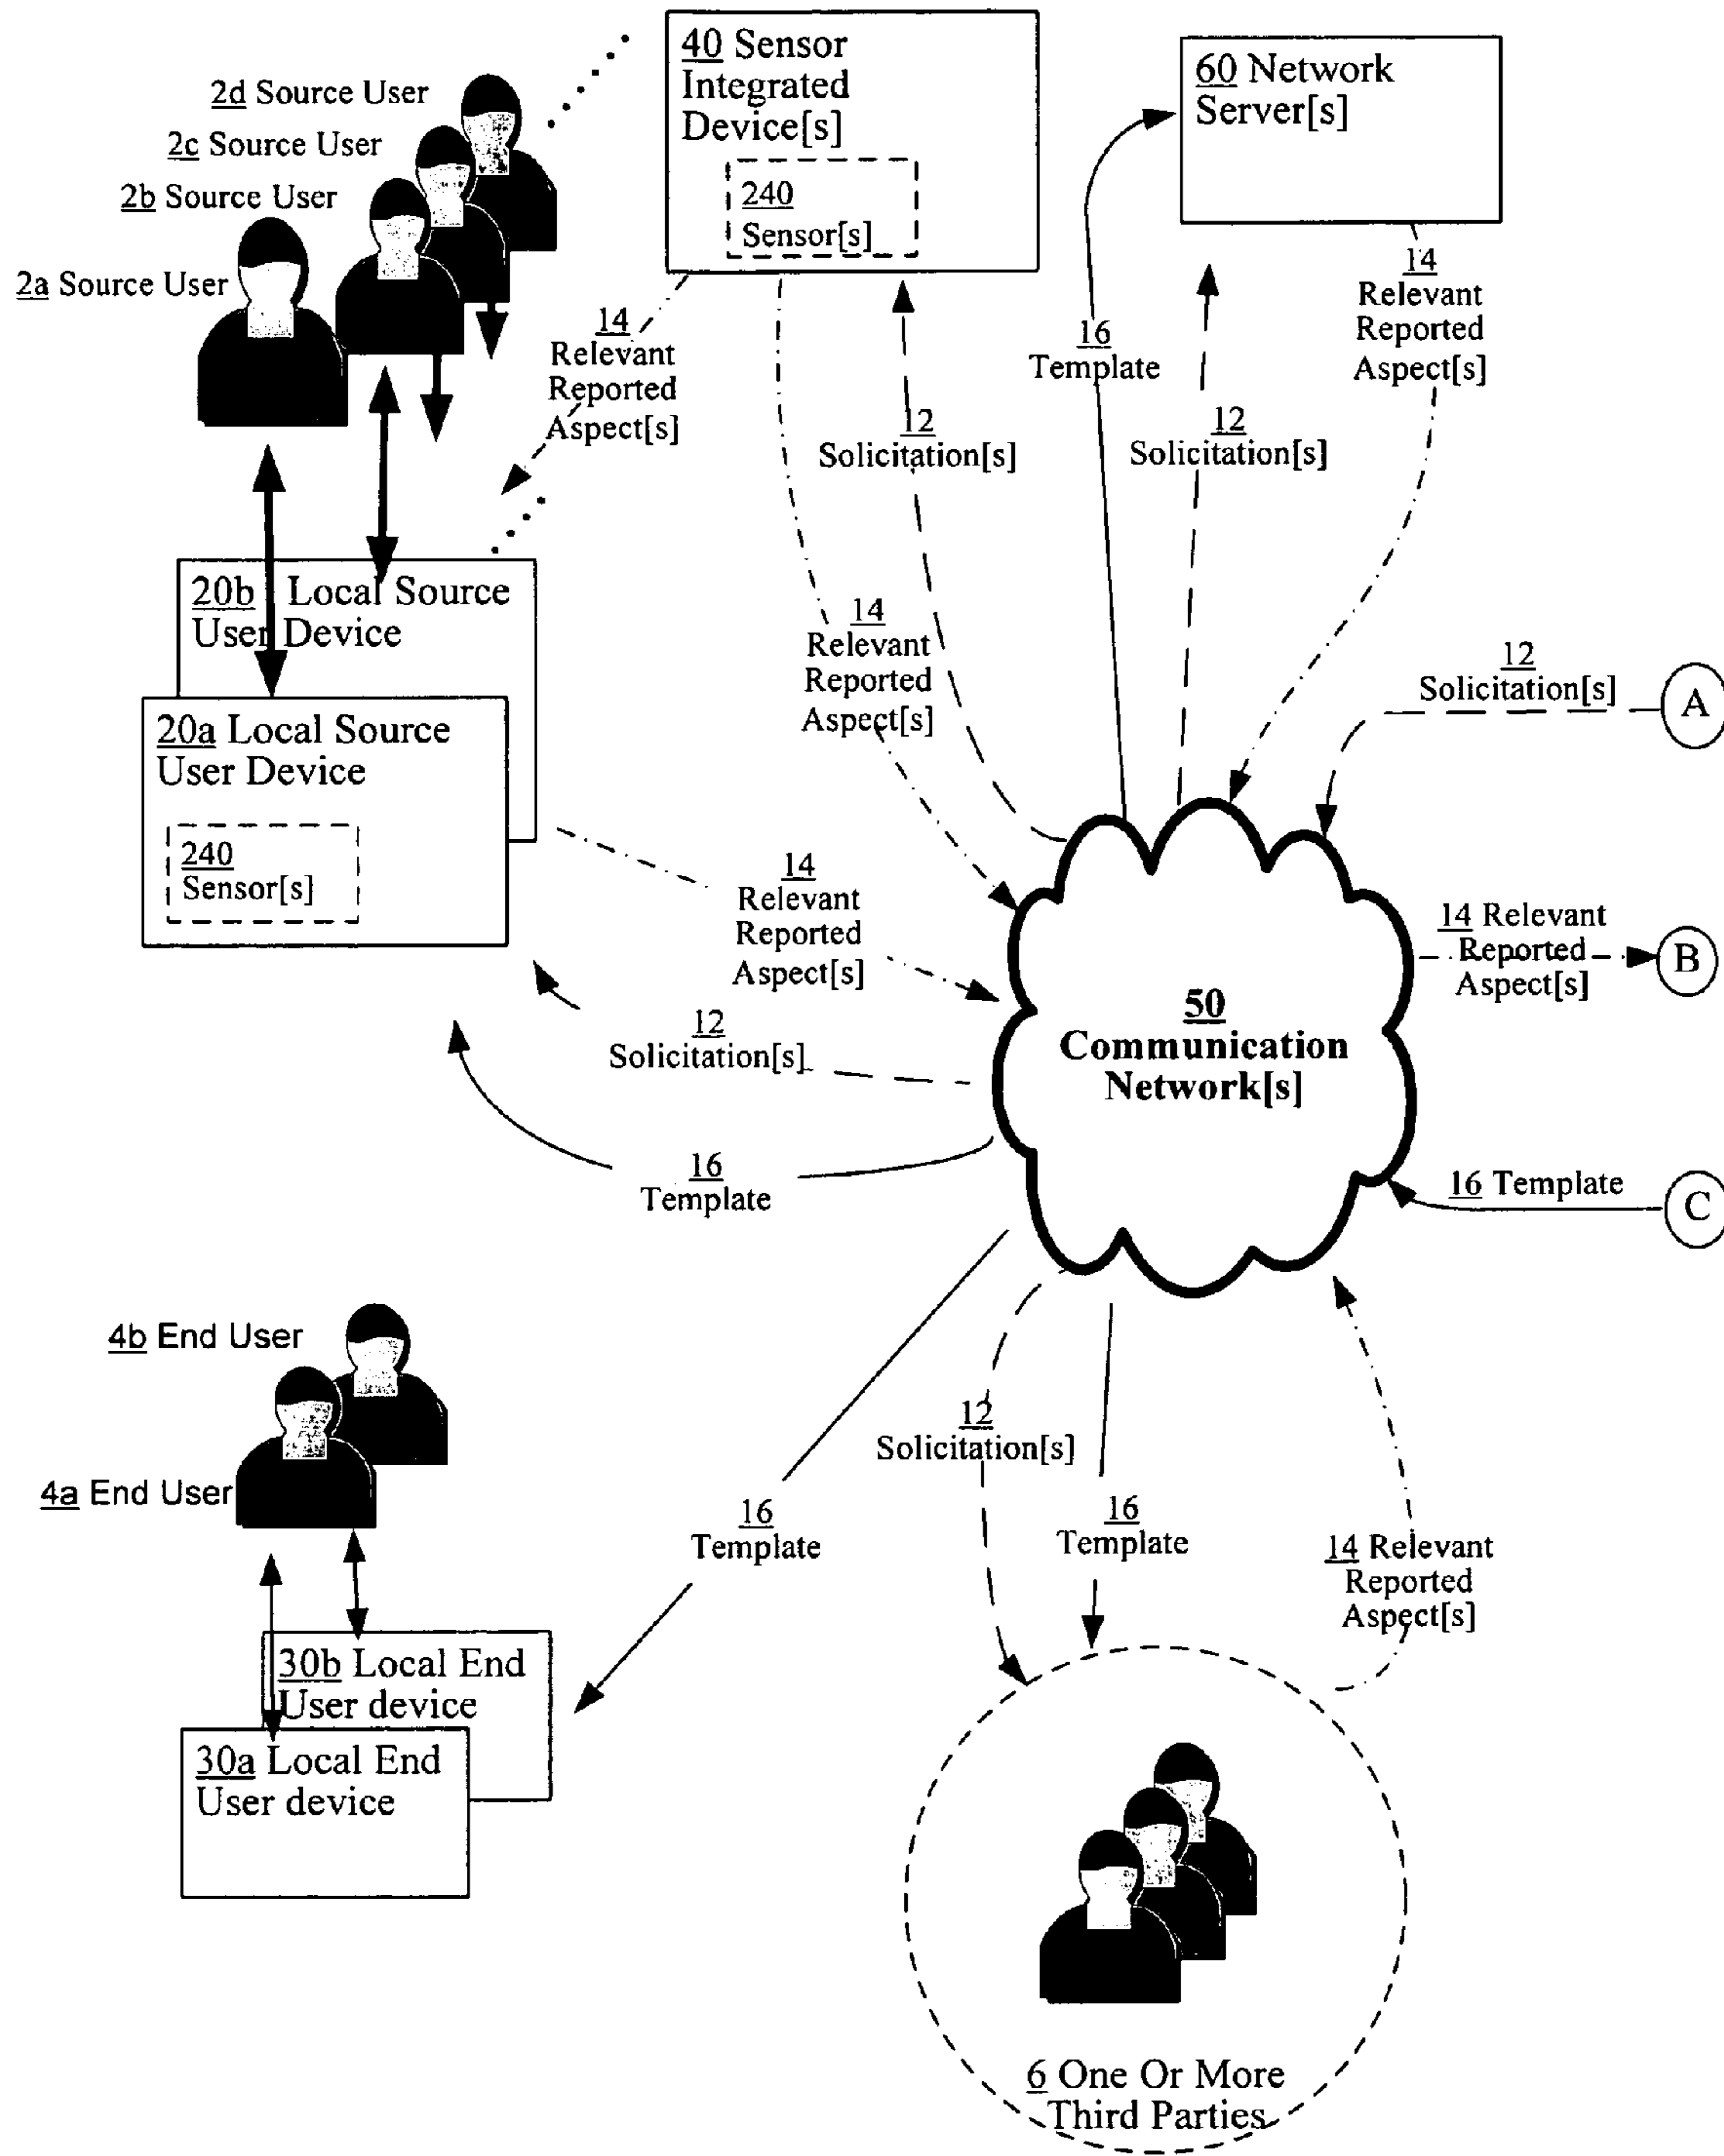 40 Sensor
Integrated
Device[s]
240
Sensor[s]
60 Network
Server[s]
2d Source User
2c Source User
2b Source User
2a Source User
14
Relevant
Reported
Aspect[s]
16
Template
12
Solicitation[s]
12
Solicitation[s]
14
Relevant
Reported
Aspect[s]
20b Local Source
User Device
20a Local Source
User Device
240
Sensor[s]
14
Relevant
Reported
Aspect[s]
12
Solicitation[s]
A
14
Relevant
Reported
Aspect[s]
14 Relevant
Reported
Aspect[s]
B
50
Communication
Network[s]
12
Solicitation[s]
16
Template
16 Template
C
4b End User
4a End User
12
Solicitation[s]
16
Template
16
Template
14 Relevant
Reported
Aspect[s]
30b Local End
User device
30a Local End
User device
6 One Or More
Third Parties